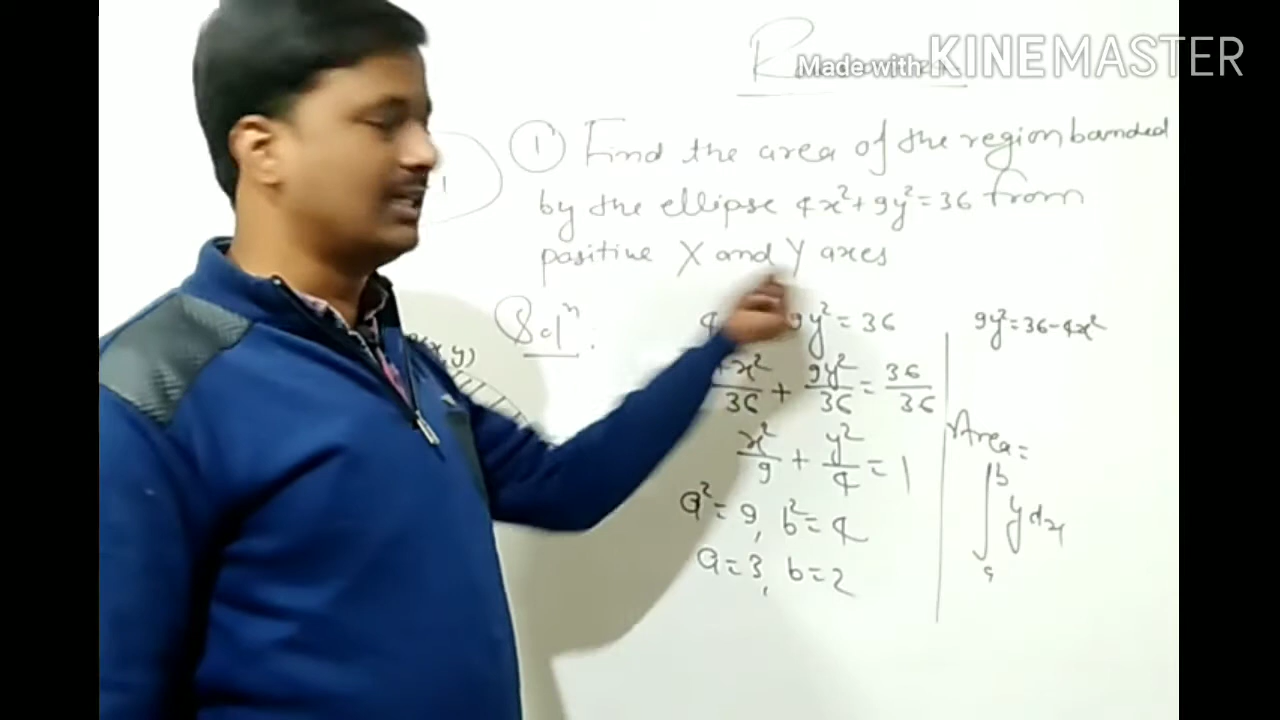 Made with KINEMASTER
① Find the area of the region bounded
by the ellipse 4x²+9y²=36 from
positive X and Y axes
Solⁿ:
9y²=36
9y²=36-4x²
x,y)
x²/36 + 9y²/36 = 36/36
x²/9 + y²/4 = 1
Area=
∫ b y dx
a²=9, b²=4
a=3, b=2